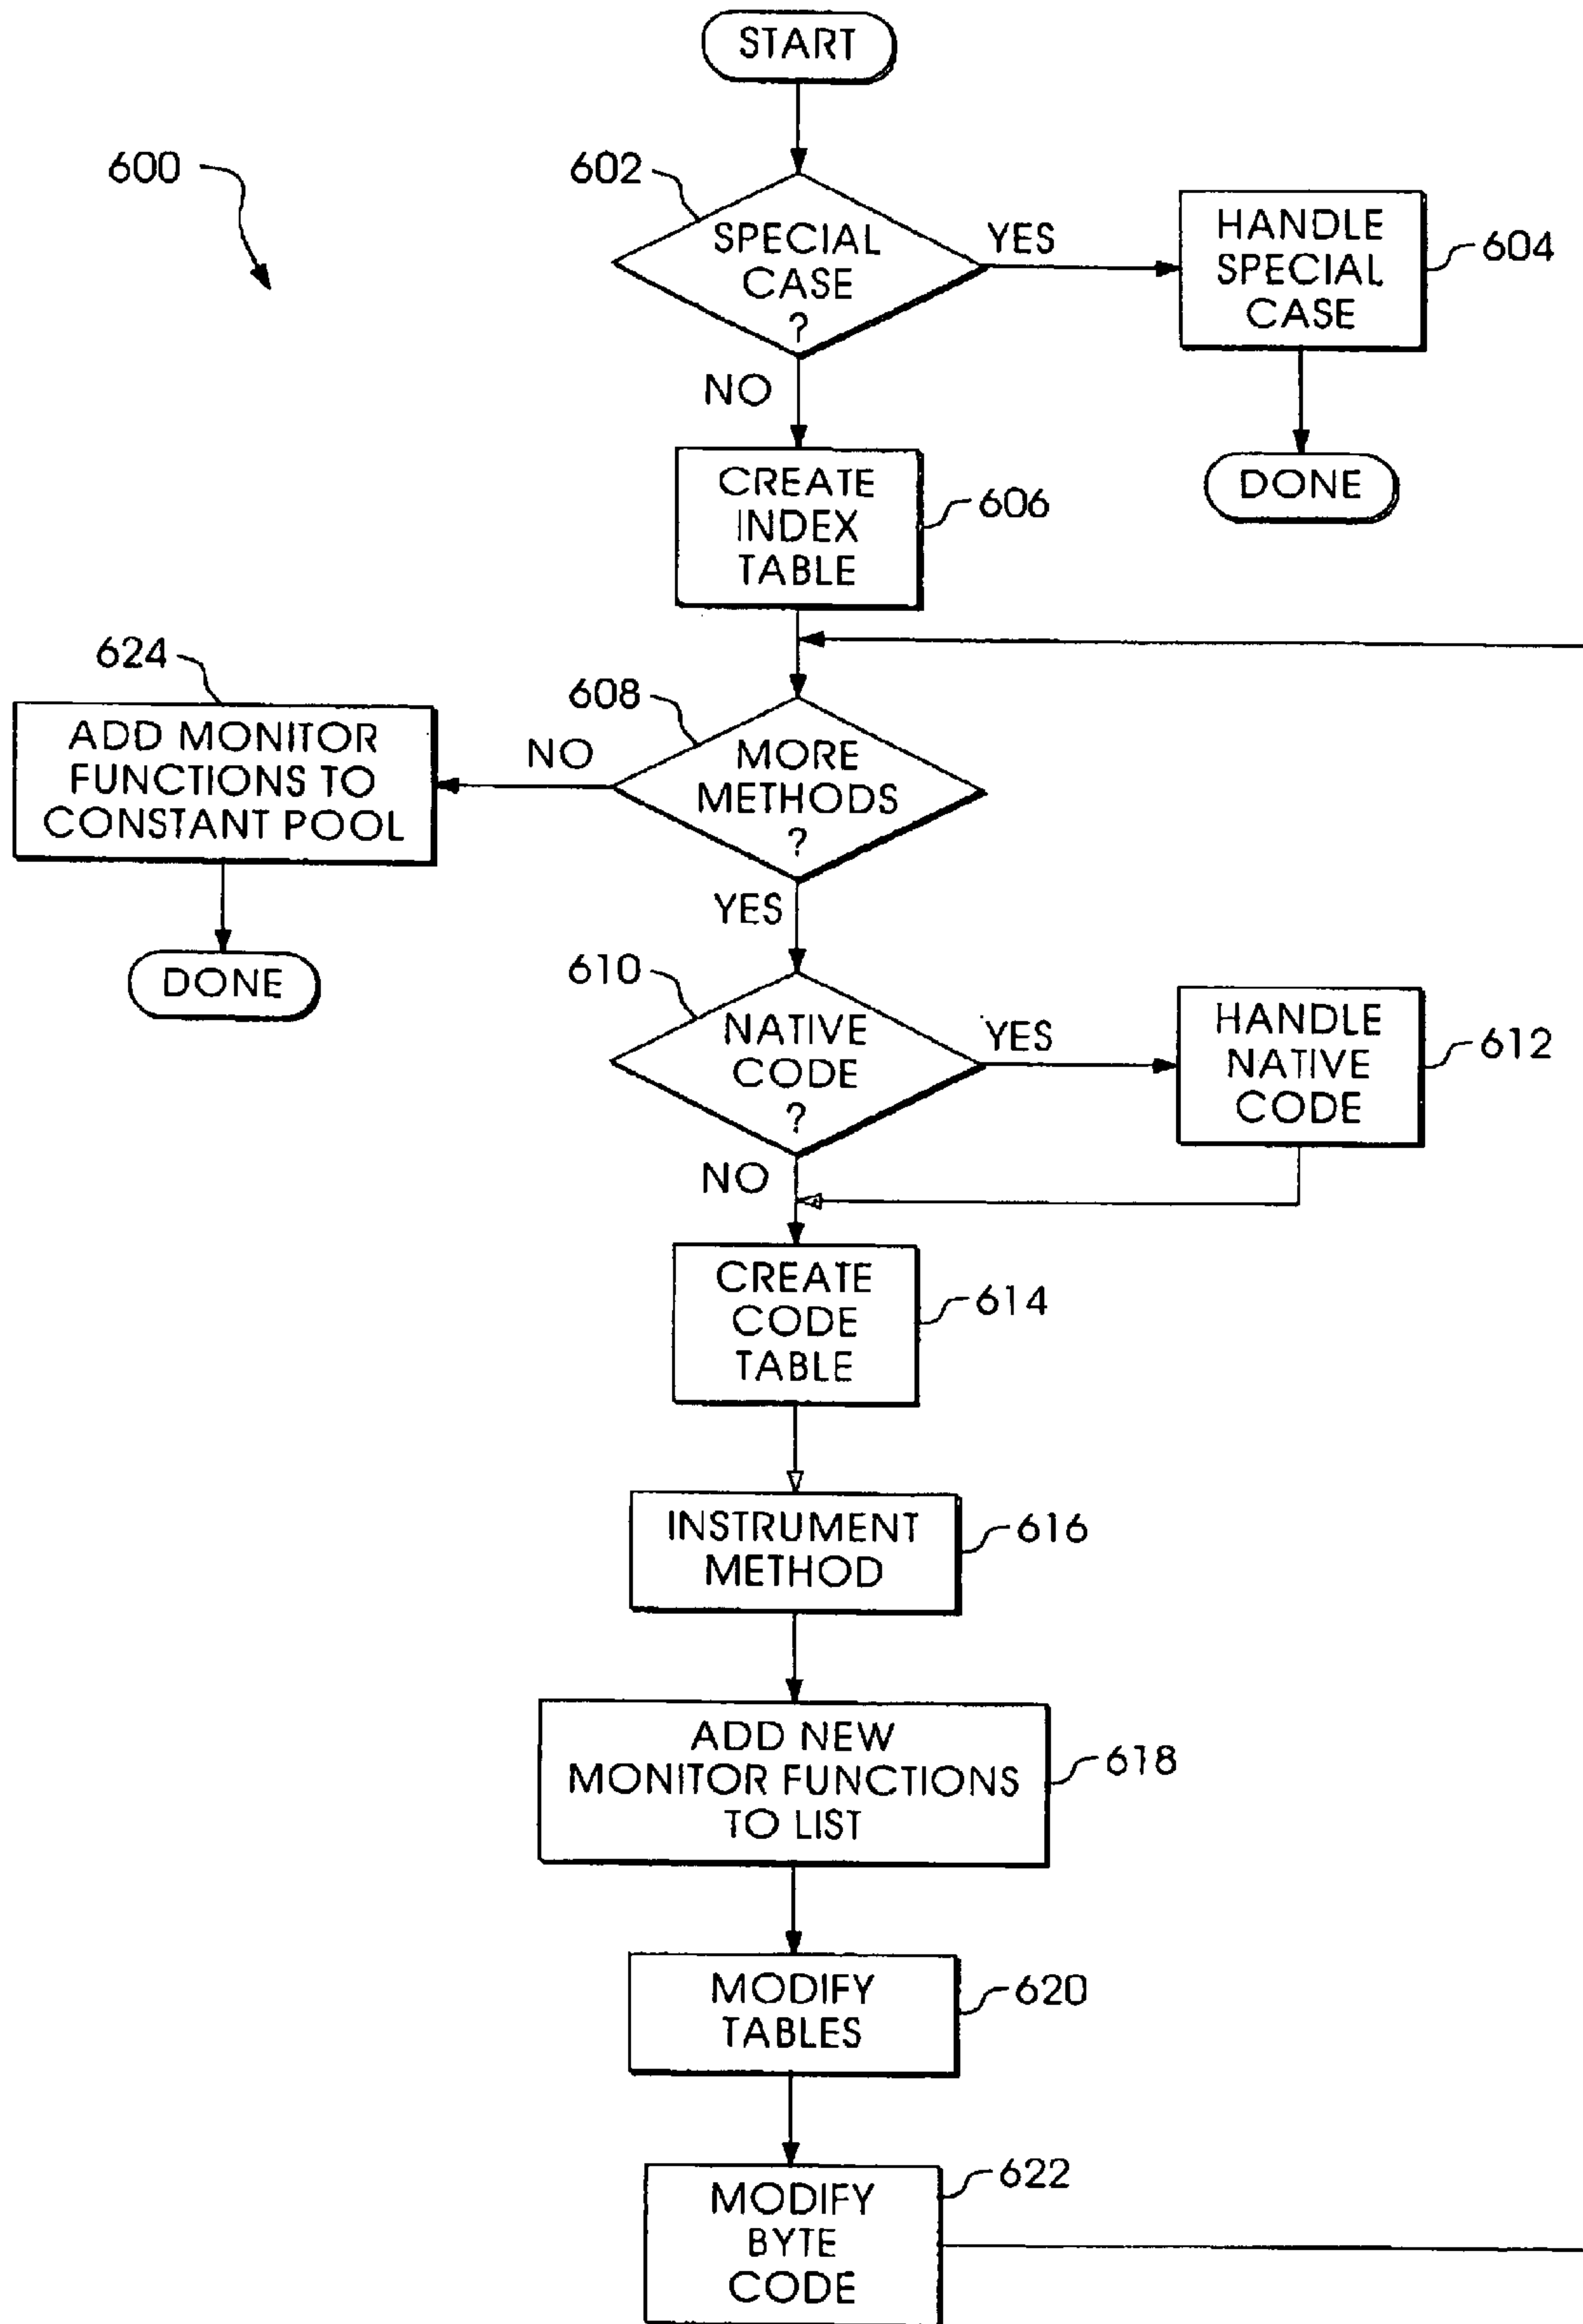 START
600
602
SPECIAL
CASE
?
YES
HANDLE
SPECIAL
CASE
604
NO
DONE
CREATE
INDEX
TABLE
606
624
ADD MONITOR
FUNCTIONS TO
CONSTANT POOL
NO
608
MORE
METHODS
?
YES
DONE
610
NATIVE
CODE
?
YES
HANDLE
NATIVE
CODE
612
NO
CREATE
CODE
TABLE
614
INSTRUMENT
METHOD
616
ADD NEW
MONITOR FUNCTIONS
TO LIST
618
MODIFY
TABLES
620
MODIFY
BYTE
CODE
622